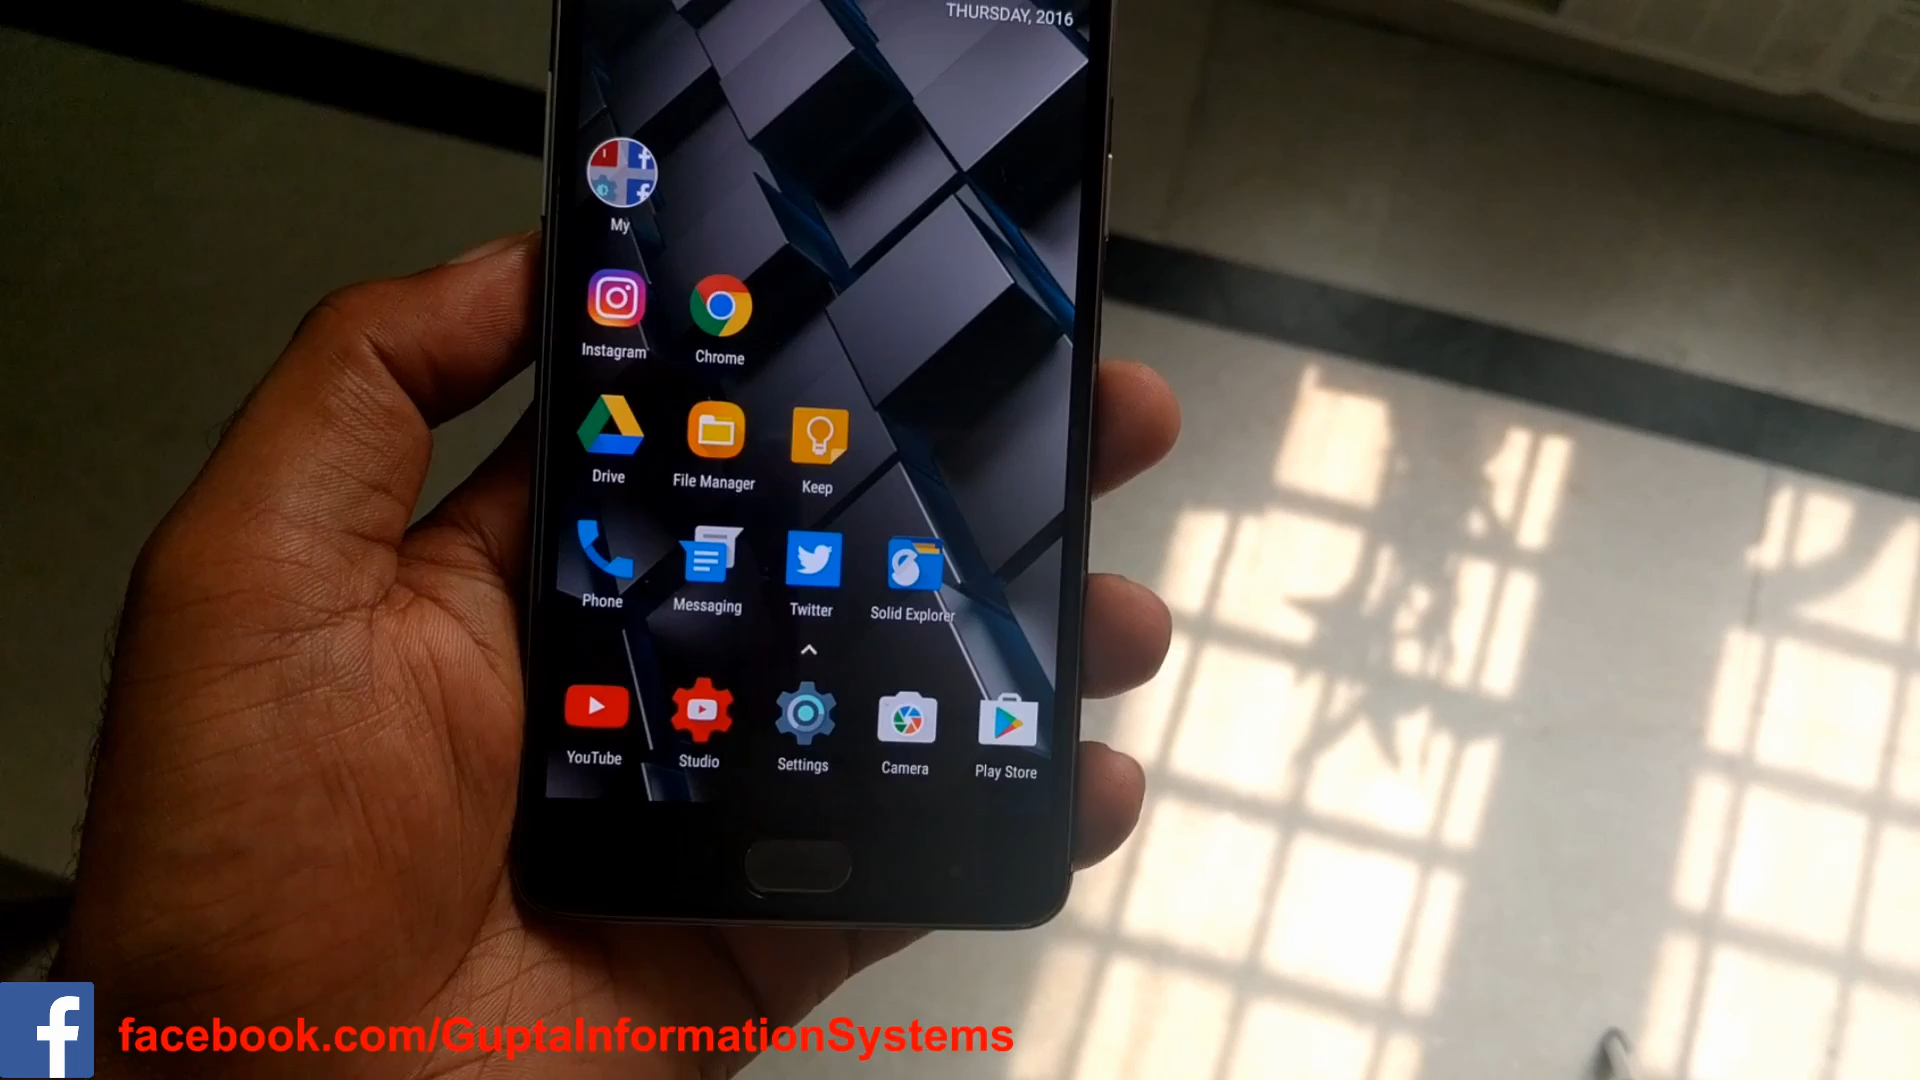 THURSDAY, 2016
My
Instagram
Chrome
Drive
File Manager
Keep
Phone
Messaging
Twitter
Solid Explorer
YouTube
Studio
Settings
Camera
Play Store
facebook.com/GuptaInformationSystems